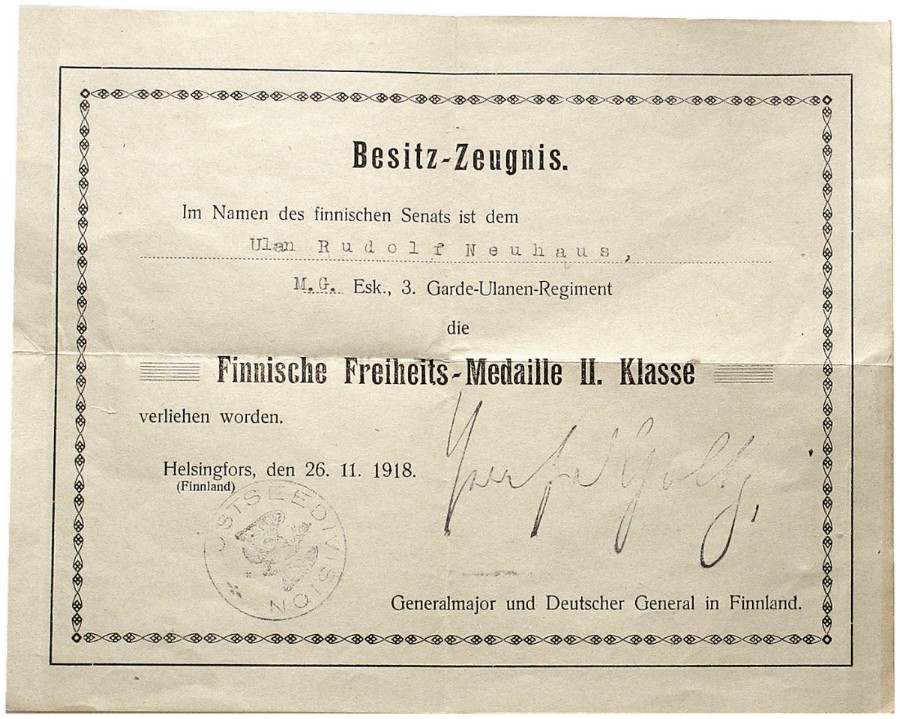 Besitz-Zeugnis.
Im Namen des finnischen Senats ist dem
Ulan Rudolf Neuhaus,
M.G. Esk., 3. Garde-Ulanen-Regiment
die
Finnische Freiheits-Medaille II. Klasse
verliehen worden.
Helsingfors, den 26. 11. 1918.
(Finnland)
OSTSEEDIVISION
Generalmajor und Deutscher General in Finnland.